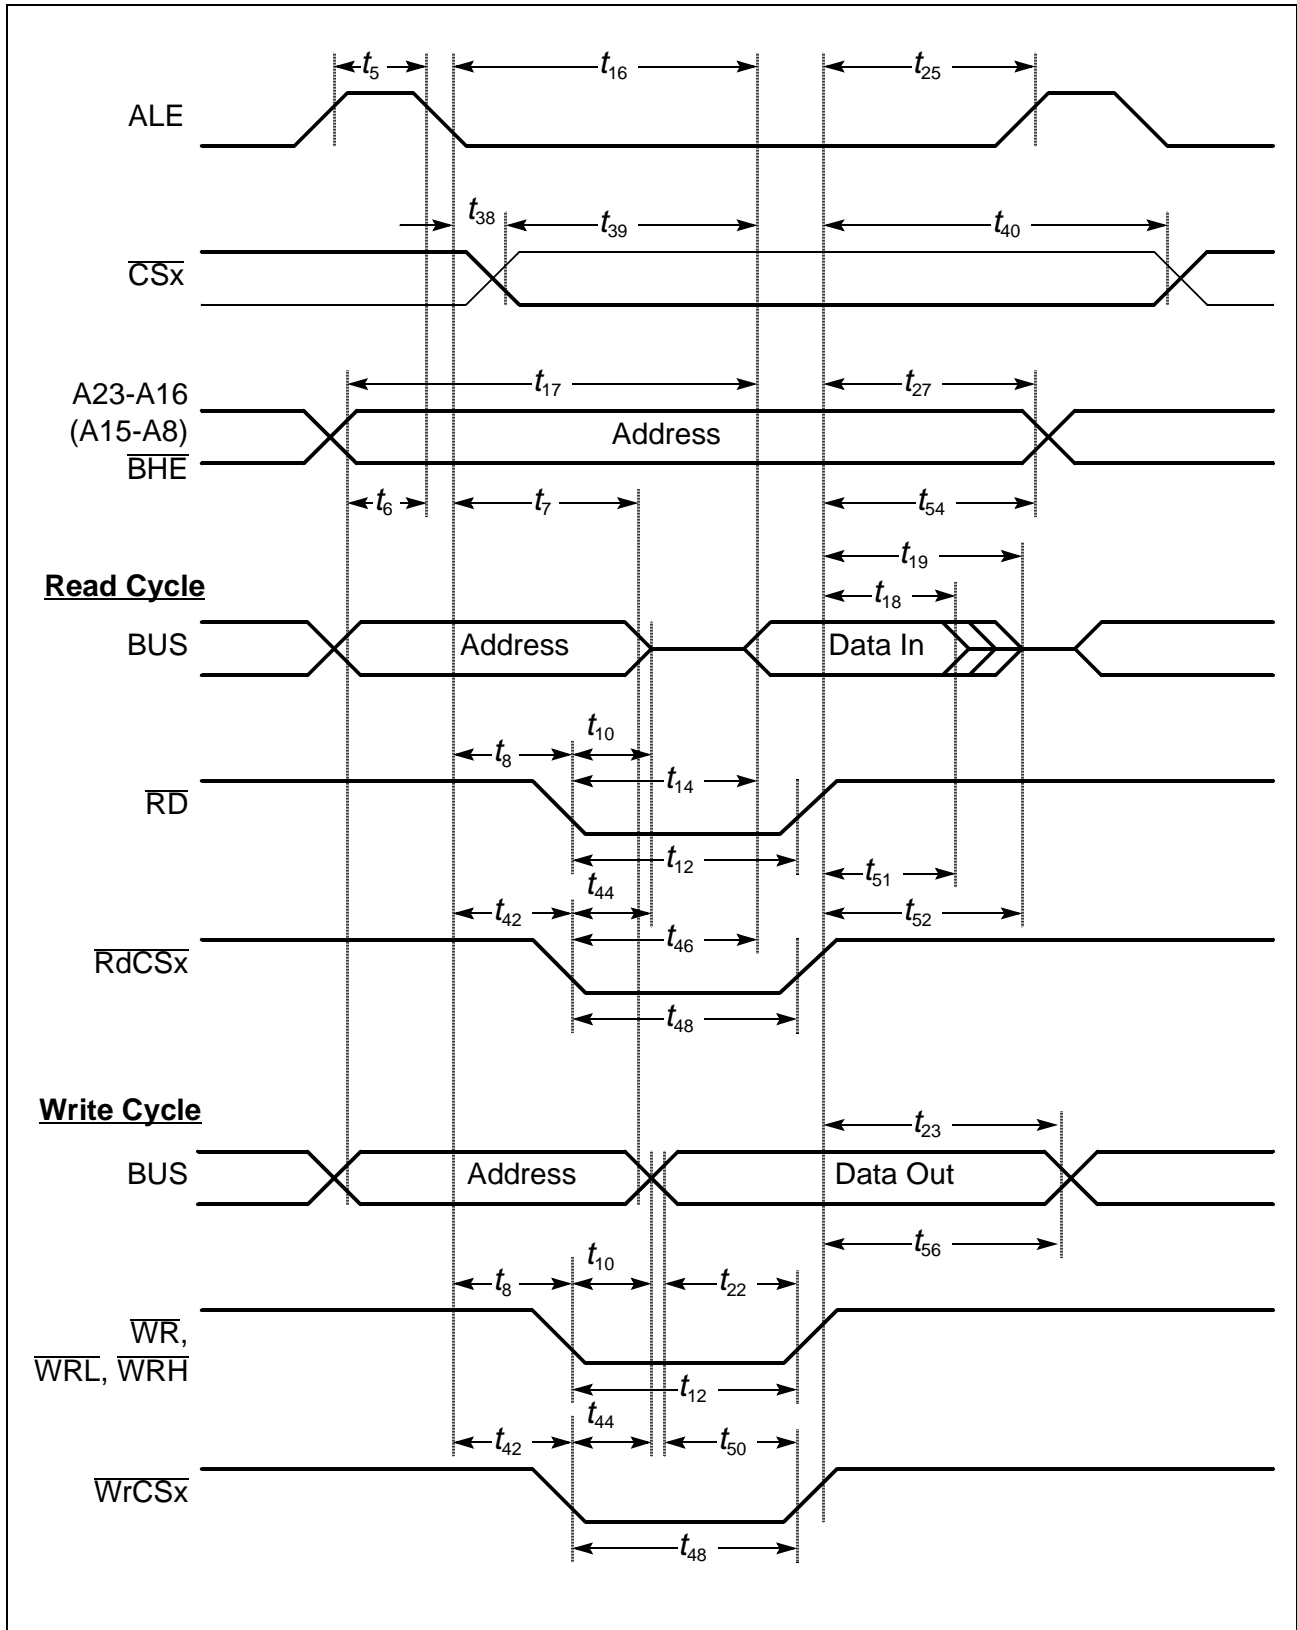 t5 t16 t25
ALE
t38 t39 t40
CSx
t17 t27
A23-A16
(A15-A8) Address
BHE
t6 t7 t54
t19
Read Cycle
t18
BUS Address Data In
t10
t8
t14
RD
t12
t51
t44
t42 t52
t46
RdCSx
t48
Write Cycle
t23
BUS Address Data Out
t56
t10
t8 t22
WR,
WRL, WRH
t12
t44
t42 t50
WrCSx
t48